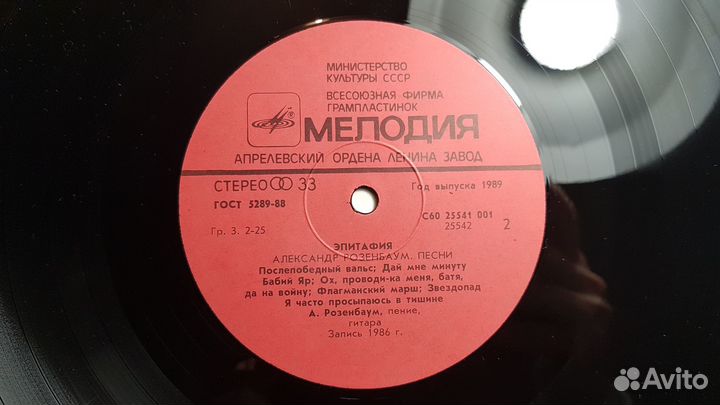 МИНИСТЕРСТВО
КУЛЬТУРЫ СССР
ВСЕСОЮЗНАЯ ФИРМА
ГРАМПЛАСТИНОК
МЕЛОДИЯ
АПРЕЛЕВСКИЙ ОРДЕНА ЛЕНИНА ЗАВОД
СТЕРЕО 33
Год выпуска 1989
ГОСТ 5289-88
С60 25541 001
25542
2
Гр. 3. 2-25
ЭПИТАФИЯ
АЛЕКСАНДР РОЗЕНБАУМ. ПЕСНИ
Послепобедный вальс; Дай мне минуту
Бабий Яр; Ох, проводи-ка меня, батя,
да на войну; Флагманский марш; Звездопад
Я часто просыпаюсь в тишине
А. Розенбаум, пение,
гитара
Запись 1986 г.
Avito